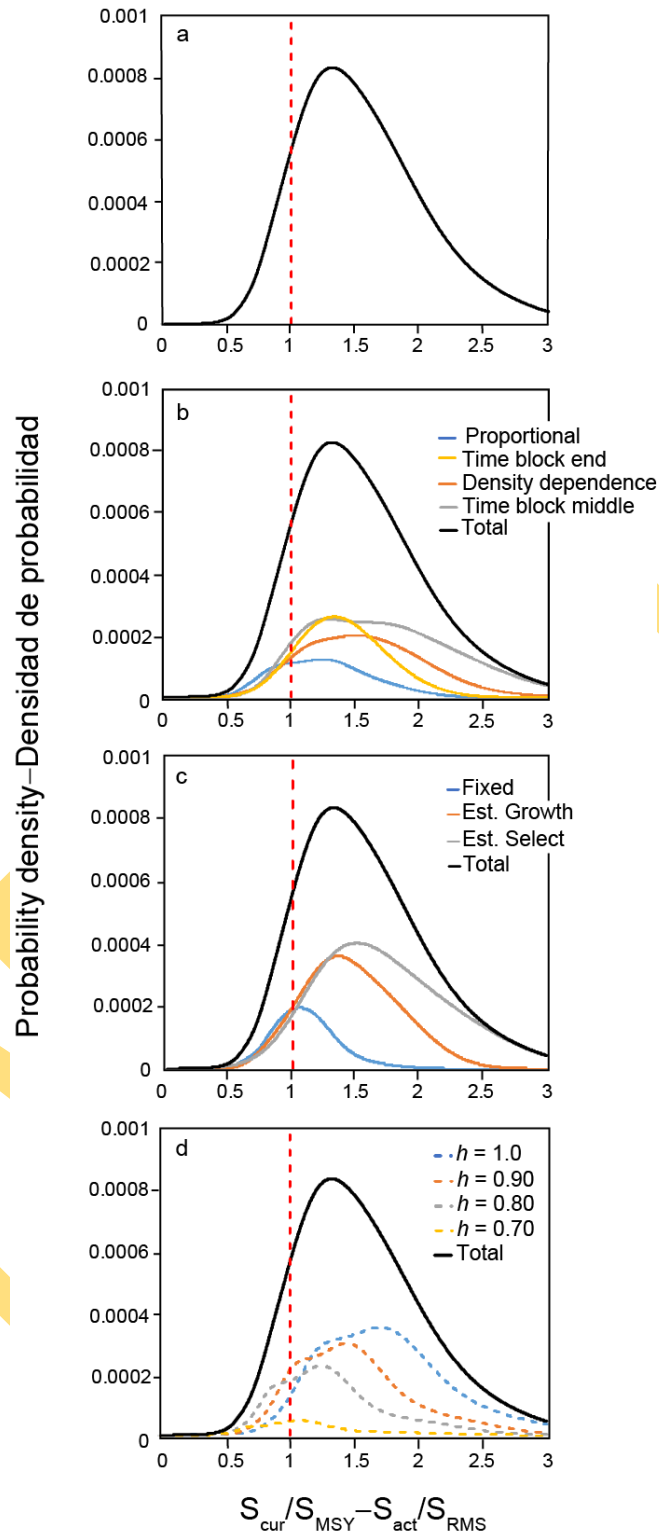 Probability density–Densidad de probabilidad
a
0.001
0.0008
0.0006
0.0004
0.0002
0
0 0.5 1 1.5 2 2.5 3
b
0.001
0.0008
0.0006
0.0004
0.0002
0
Proportional
Time block end
Density dependence
Time block middle
Total
0 0.5 1 1.5 2 2.5 3
c
0.001
0.0008
0.0006
0.0004
0.0002
0
Fixed
Est. Growth
Est. Select
Total
0 0.5 1 1.5 2 2.5 3
d
0.001
0.0008
0.0006
0.0004
0.0002
0
h = 1.0
h = 0.90
h = 0.80
h = 0.70
Total
0 0.5 1 1.5 2 2.5 3
Scur/SMSY–Sact/SRMS